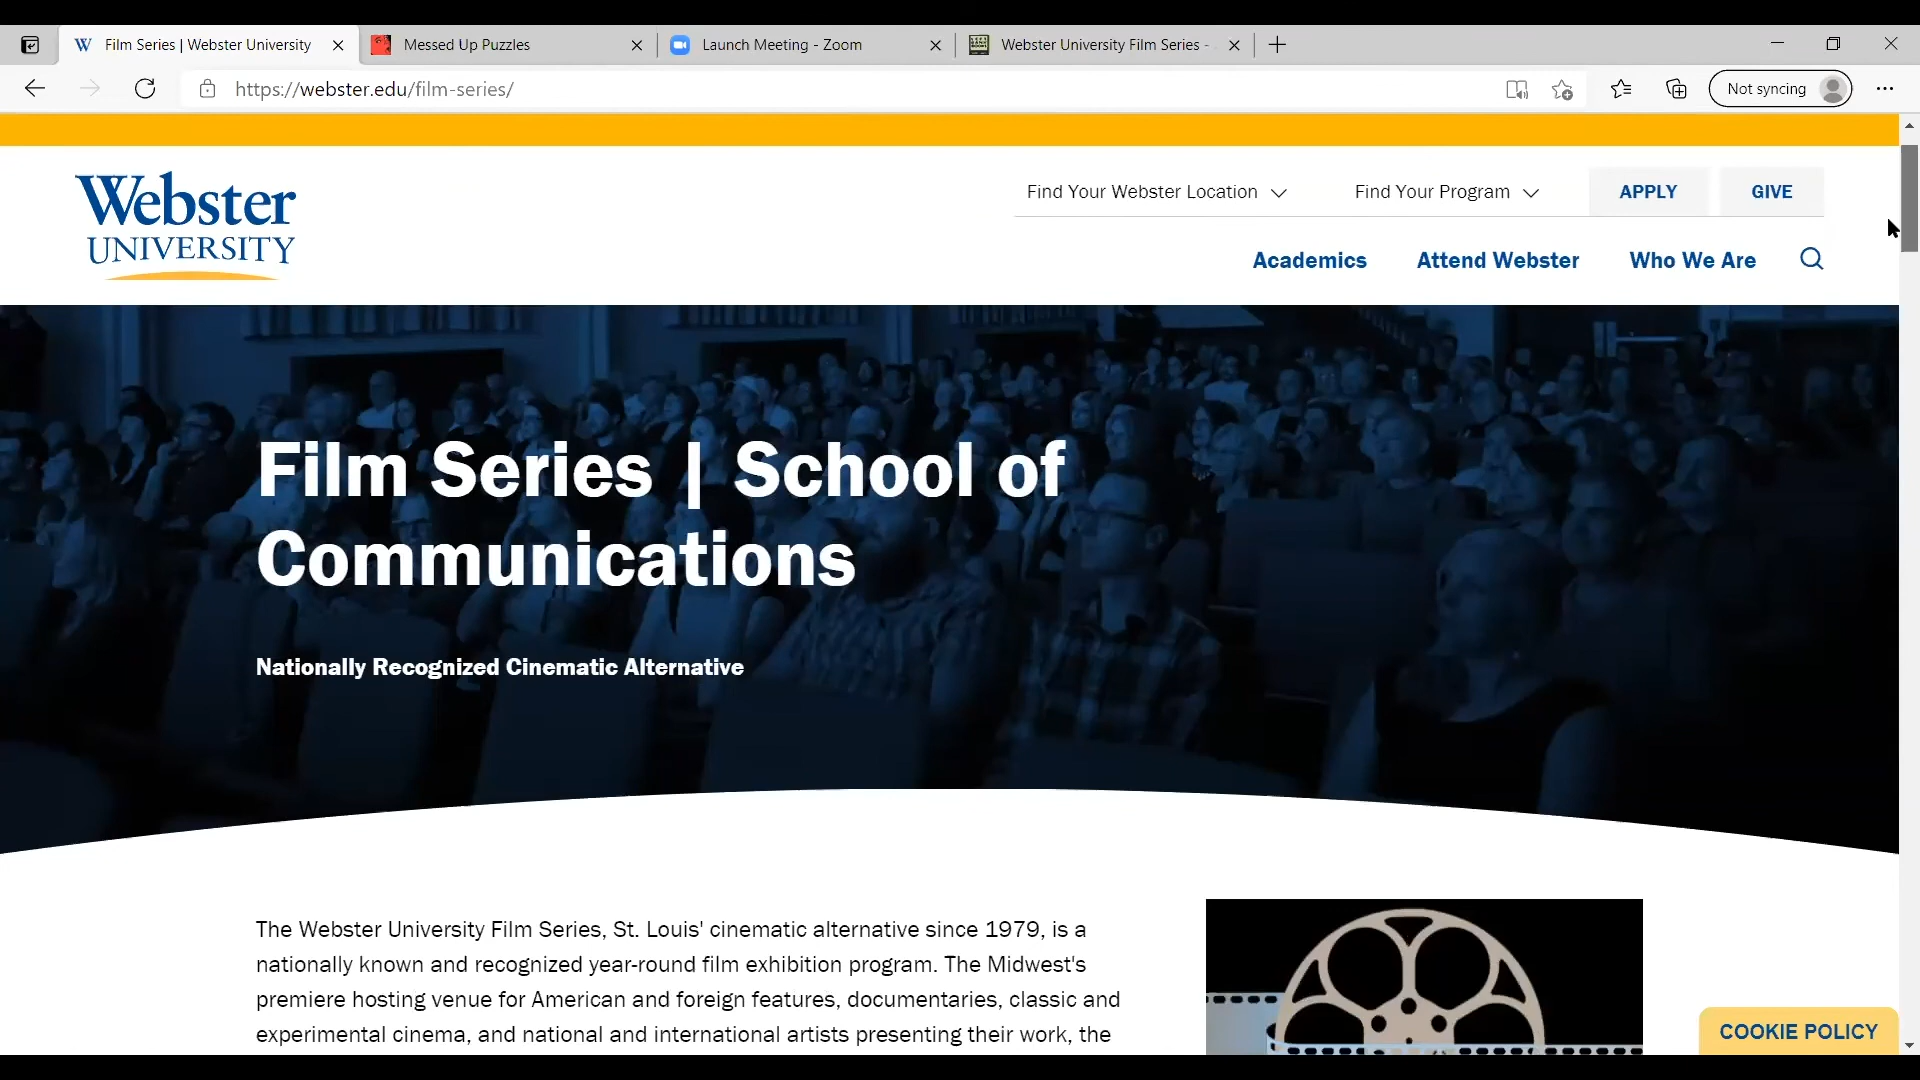 Film Series | Webster University
Messed Up Puzzles
Launch Meeting - Zoom
Webster University Film Series -
https://webster.edu/film-series/
Not syncing
Webster
UNIVERSITY
Find Your Webster Location
Find Your Program
APPLY
GIVE
Academics
Attend Webster
Who We Are
Film Series | School of
Communications
Nationally Recognized Cinematic Alternative
The Webster University Film Series, St. Louis' cinematic alternative since 1979, is a
nationally known and recognized year-round film exhibition program. The Midwest's
premiere hosting venue for American and foreign features, documentaries, classic and
experimental cinema, and national and international artists presenting their work, the
COOKIE POLICY